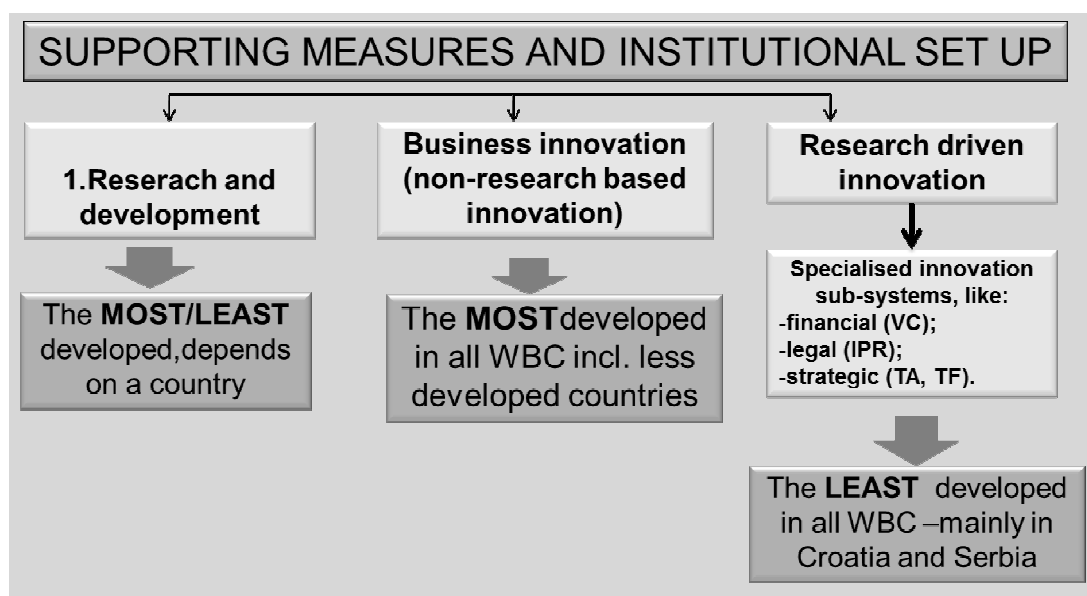 SUPPORTING MEASURES AND INSTITUTIONAL SET UP
1.Reserach and
development
The MOST/LEAST
developed,depends
on a country
Business innovation
(non-research based
innovation)
The MOSTdeveloped
in all WBC incl. less
developed countries
Research driven
innovation
Specialised innovation
sub-systems, like:
-financial (VC);
-legal (IPR);
-strategic (TA, TF).
The LEAST developed
in all WBC –mainly in
Croatia and Serbia